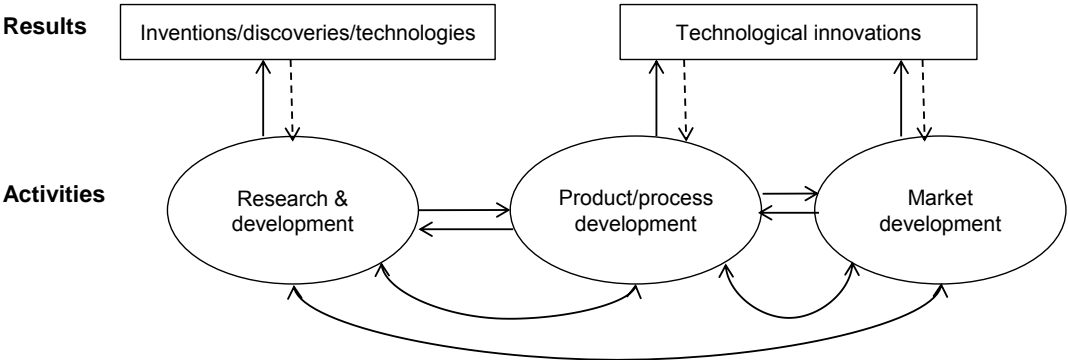 Results
Inventions/discoveries/technologies
Technological innovations
Activities
Research &
development
Product/process
development
Market
development